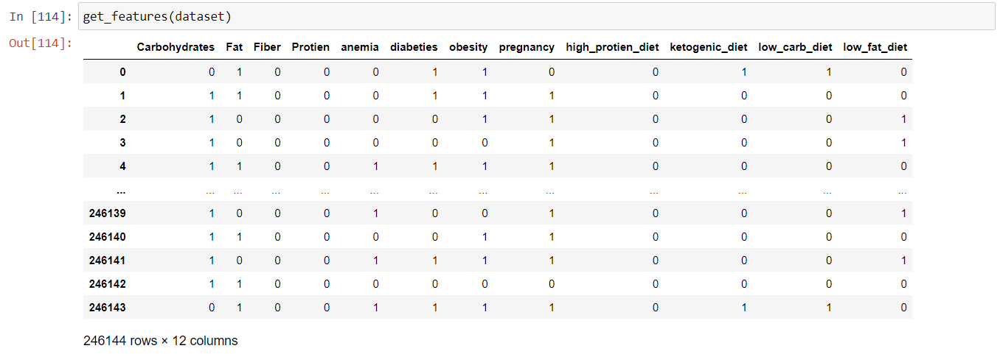 In [114]: get_features(dataset)
Out[114]:
Carbohydrates Fat Fiber Protien anemia diabeties obesity pregnancy high_protien_diet ketogenic_diet low_carb_diet low_fat_diet
0 0 1 0 0 0 1 1 0 0 1 1 0
1 1 1 0 0 0 1 1 1 0 0 0 0
2 1 0 0 0 0 0 1 1 0 0 0 1
3 1 0 0 0 0 0 0 1 0 0 0 1
4 1 1 0 0 1 1 1 1 0 0 0 0
... ... ... ... ... ... ... ... ... ... ... ... ...
246139 1 0 0 0 1 0 0 1 0 0 0 1
246140 1 1 0 0 0 0 1 1 0 0 0 0
246141 1 0 0 0 1 1 1 1 0 0 0 1
246142 1 1 0 0 0 0 0 0 0 0 0 0
246143 0 1 0 0 1 1 1 1 0 1 1 0
246144 rows × 12 columns